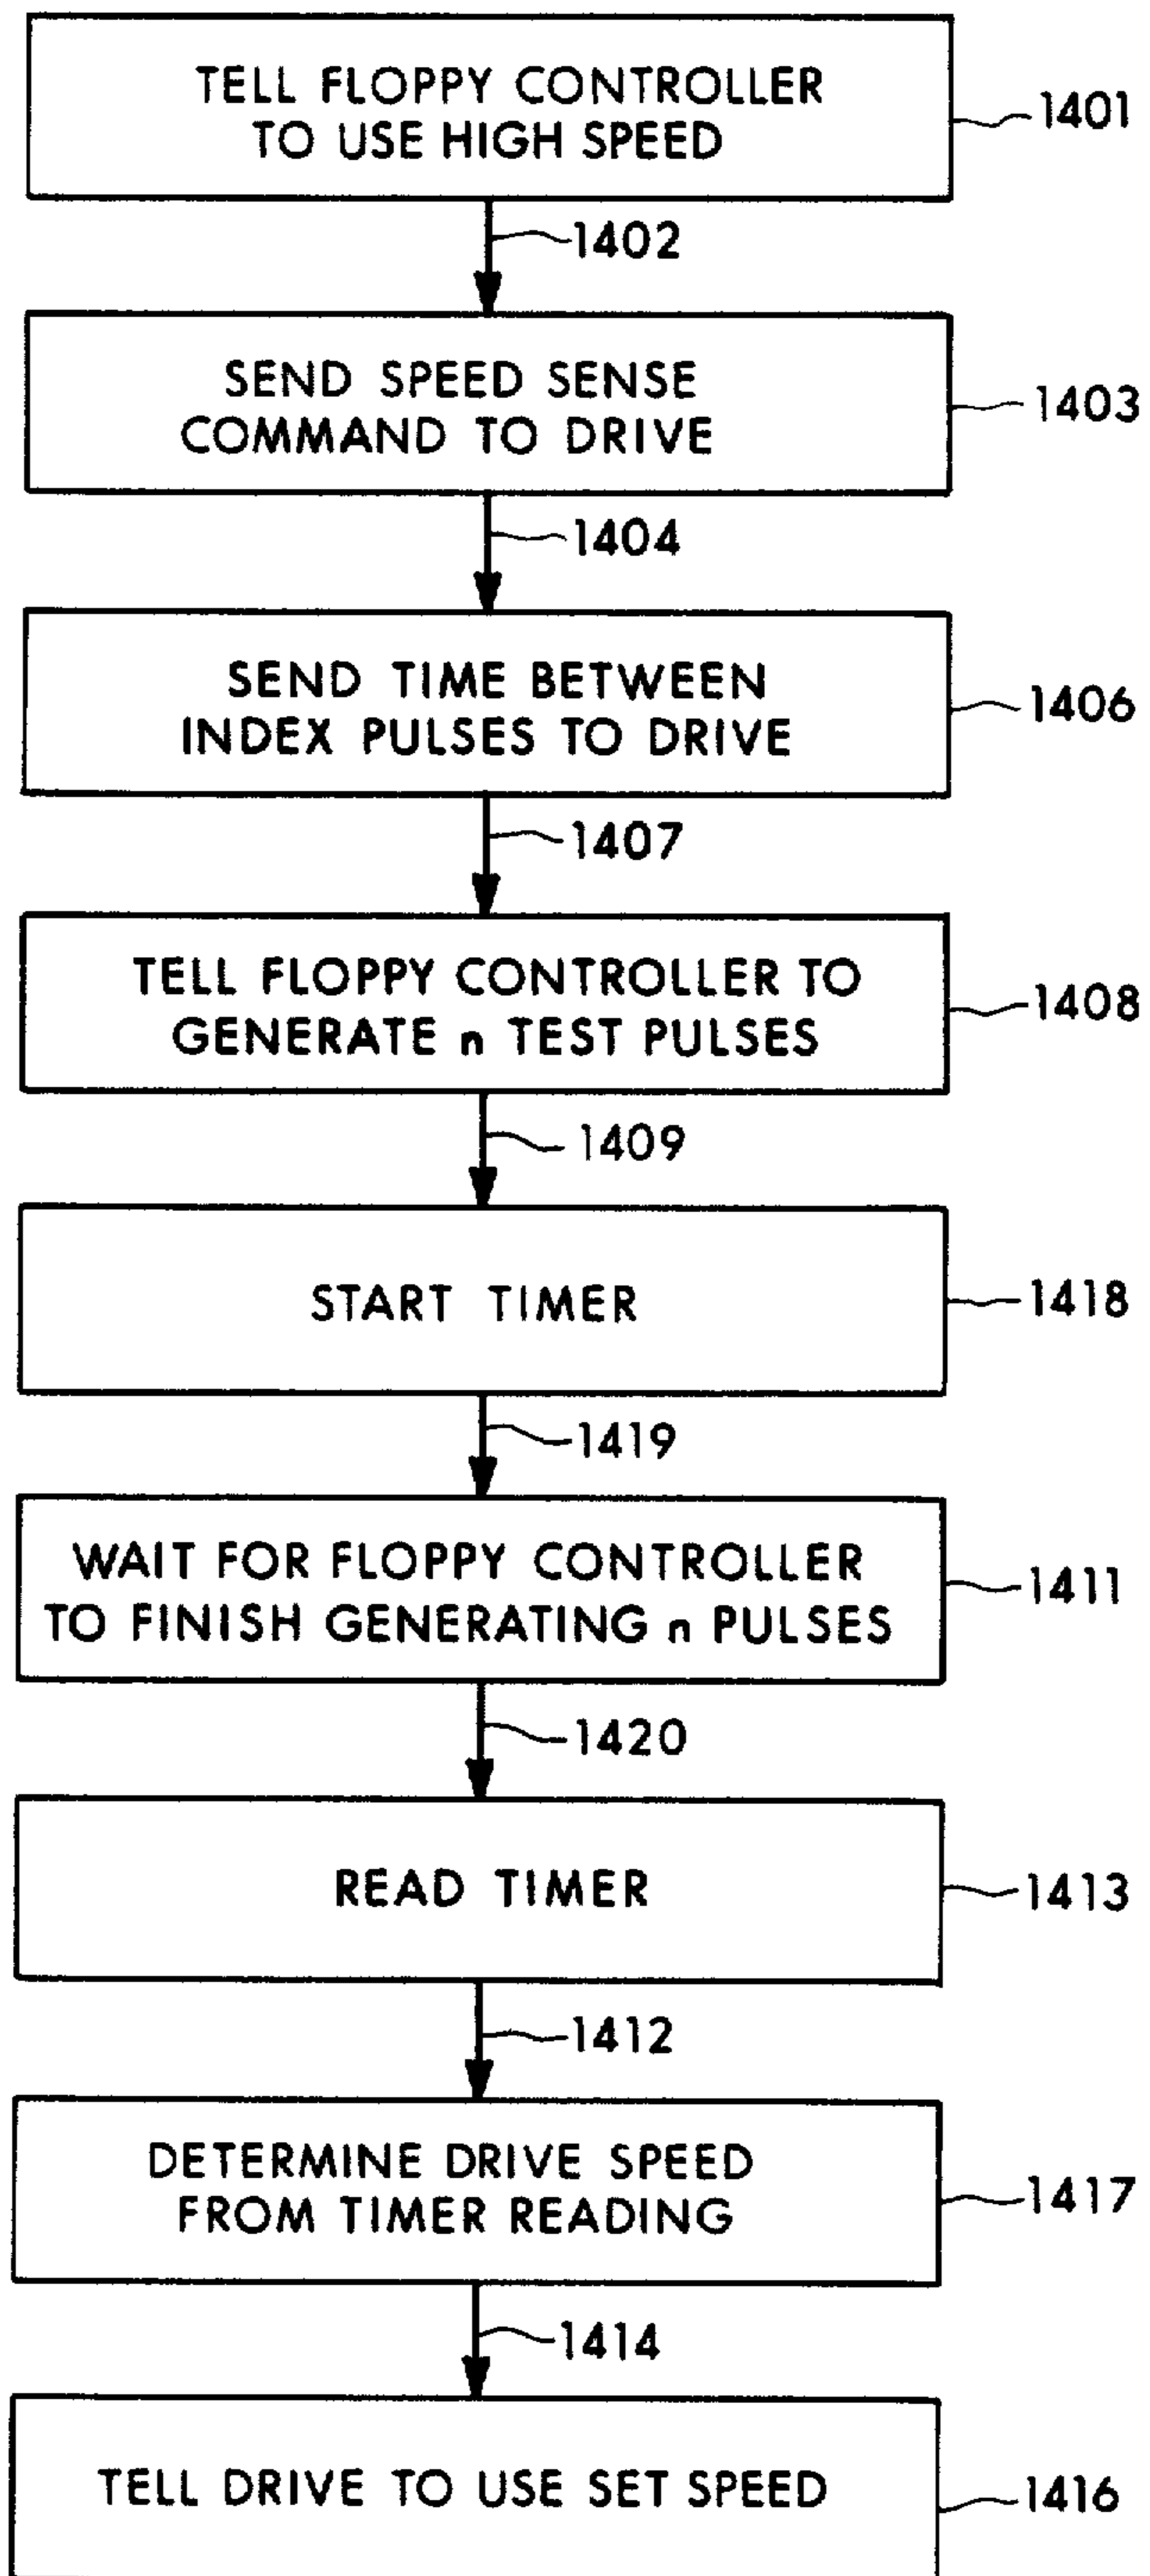 TELL FLOPPY CONTROLLER
TO USE HIGH SPEED
1401
1402
SEND SPEED SENSE
COMMAND TO DRIVE
1403
1404
SEND TIME BETWEEN
INDEX PULSES TO DRIVE
1406
1407
TELL FLOPPY CONTROLLER TO
GENERATE n TEST PULSES
1408
1409
START TIMER
1418
1419
WAIT FOR FLOPPY CONTROLLER
TO FINISH GENERATING n PULSES
1411
1420
READ TIMER
1413
1412
DETERMINE DRIVE SPEED
FROM TIMER READING
1417
1414
TELL DRIVE TO USE SET SPEED
1416